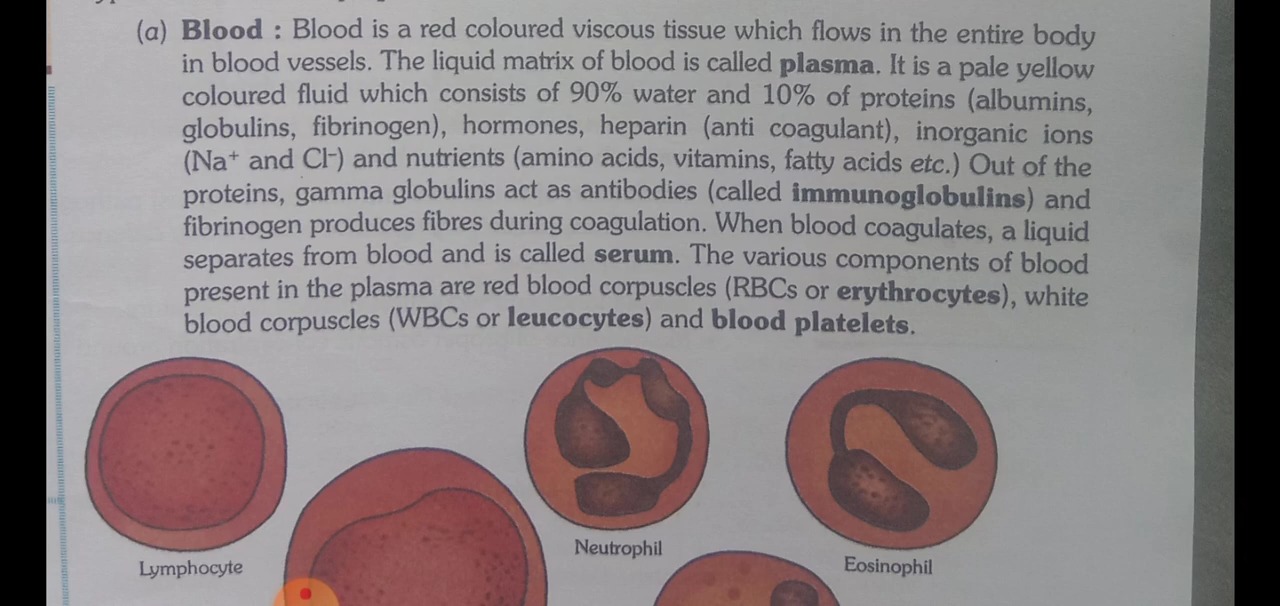 (a) Blood : Blood is a red coloured viscous tissue which flows in the entire body
in blood vessels. The liquid matrix of blood is called plasma. It is a pale yellow
coloured fluid which consists of 90% water and 10% of proteins (albumins,
globulins, fibrinogen), hormones, heparin (anti coagulant), inorganic ions
(Na⁺ and Cl⁻) and nutrients (amino acids, vitamins, fatty acids etc.) Out of the
proteins, gamma globulins act as antibodies (called immunoglobulins) and
fibrinogen produces fibres during coagulation. When blood coagulates, a liquid
separates from blood and is called serum. The various components of blood
present in the plasma are red blood corpuscles (RBCs or erythrocytes), white
blood corpuscles (WBCs or leucocytes) and blood platelets.
Lymphocyte
Neutrophil
Eosinophil